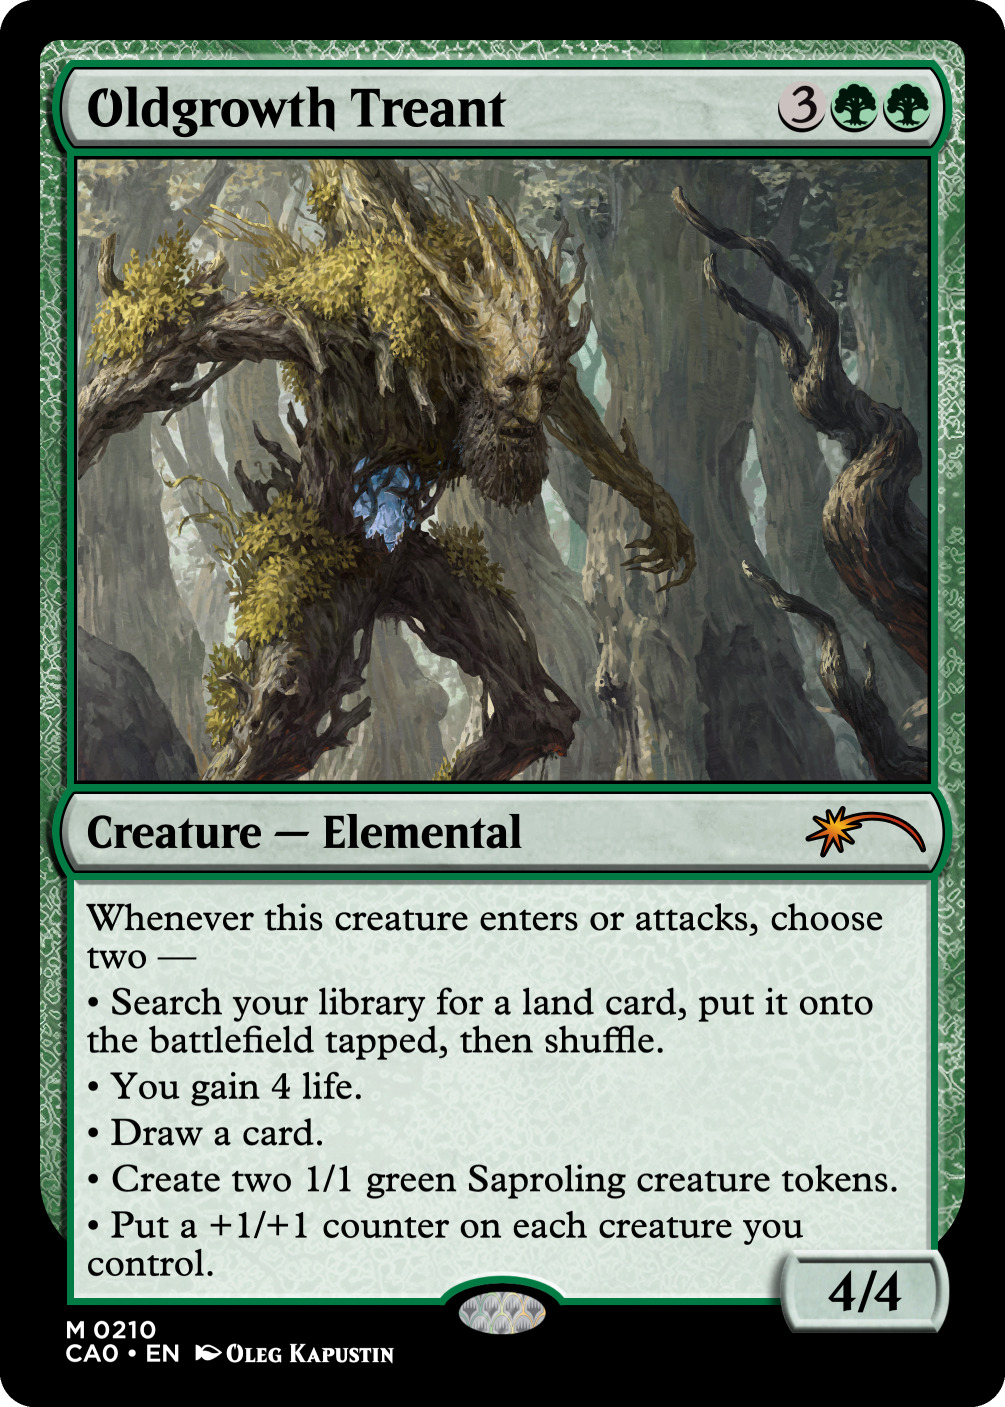 Oldgrowth Treant 3
Creature — Elemental
Whenever this creature enters or attacks, choose
two —
• Search your library for a land card, put it onto
the battlefield tapped, then shuffle.
• You gain 4 life.
• Draw a card.
• Create two 1/1 green Saproling creature tokens.
• Put a +1/+1 counter on each creature you
control.
4/4
M 0210
CAO • EN OLEG KAPUSTIN